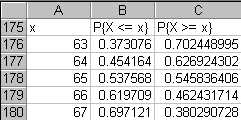 A B C
175 x P{X <= x} P{X >= x}
176 63 0.373076 0.702448995
177 64 0.454164 0.626924302
178 65 0.537568 0.545836406
179 66 0.619709 0.462431714
180 67 0.697121 0.380290728